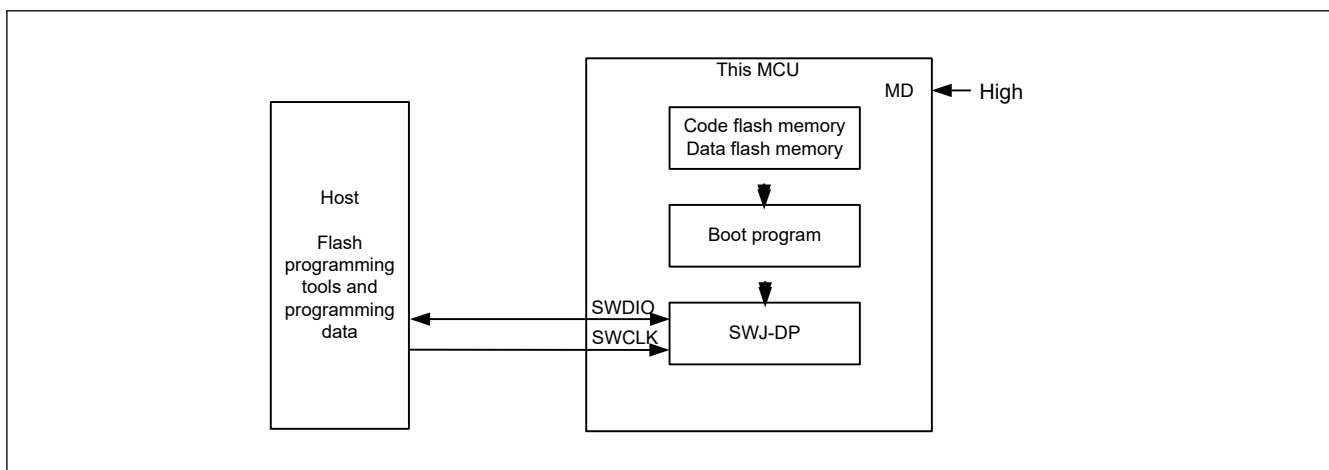 This MCU
MD
High
Code flash memory
Data flash memory
Host
Flash
programming
tools and
programming
data
Boot program
SWDIO
SWCLK
SWJ-DP